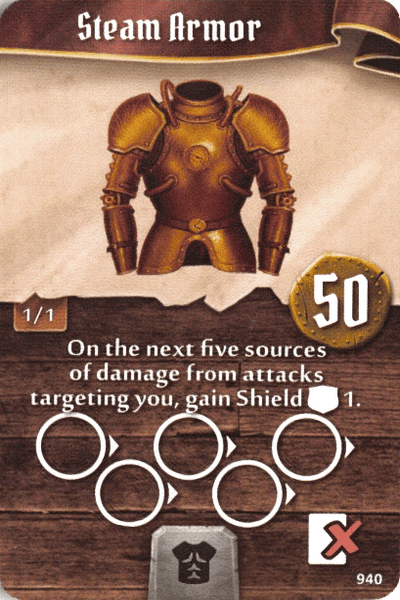 Steam Armor
50
1/1
On the next five sources
of damage from attacks
targeting you, gain Shield 1.
940